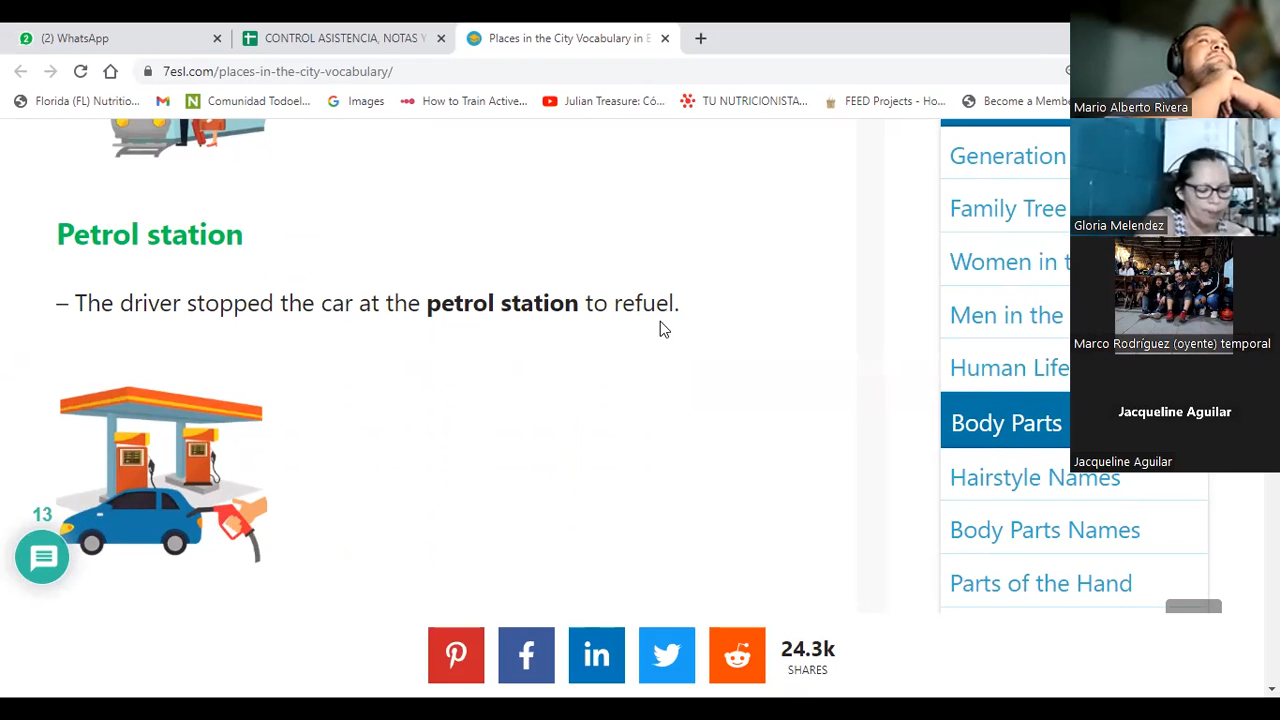 (2) WhatsApp
CONTROL ASISTENCIA, NOTAS Y
Places in the City Vocabulary in E
7esl.com/places-in-the-city-vocabulary/
Florida (FL) Nutritio...
Comunidad Todoel...
Images
How to Train Active...
Julian Treasure: Có...
TU NUTRICIONISTA...
FEED Projects - Ho...
Become a Membe
Petrol station
– The driver stopped the car at the petrol station to refuel.
13
24.3k
SHARES
Generation
Family Tree
Women in t
Men in the
Human Life
Body Parts
Hairstyle Names
Body Parts Names
Parts of the Hand
Mario Alberto Rivera
Gloria Melendez
Marco Rodríguez (oyente) temporal
Jacqueline Aguilar
Jacqueline Aguilar